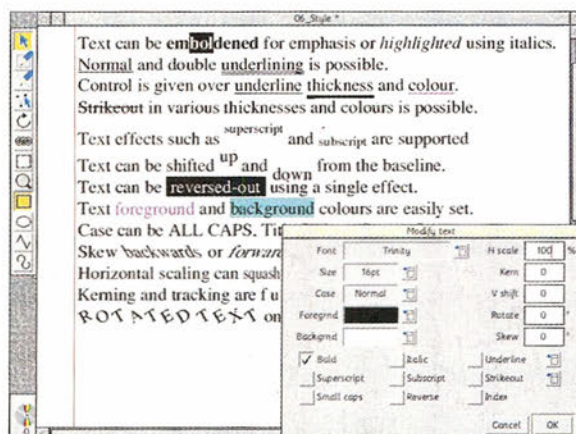 06_Style *
Text can be emboldened for emphasis or highlighted using italics.
Normal and double underlining is possible.
Control is given over underline thickness and colour.
Strikeout in various thicknesses and colours is possible.
Text effects such as superscript and subscript are supported
Text can be shifted up and down from the baseline.
Text can be reversed-out using a single effect.
Text foreground and background colours are easily set.
Case can be ALL CAPS. Tit
Skew backwards or forward
Horizontal scaling can squash
Kerning and tracking are f u
ROTATED TEXT on
Modify text
Font Trinity H scale 100 %
Size 16pt Kern 0
Case Normal V shift 0
Foregrnd Rotate 0 °
Backgrnd Skew 0 °
Bold Italic Underline
Superscript Subscript Strikeout
Small caps Reverse Index
Cancel OK